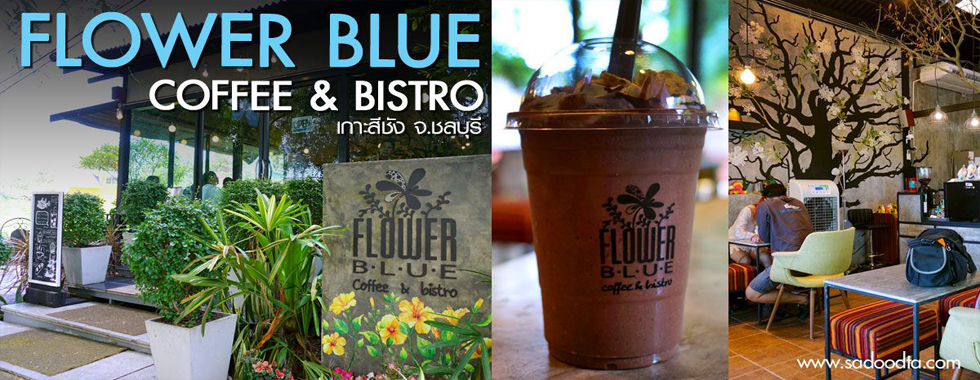 FLOWER BLUE
COFFEE & BISTRO
เกาะสีชัง จ.ชลบุรี
FLOWER
B·L·U·E
Coffee & bistro
FLOWER
B·L·U·E
coffee & bistro
www.sadoodta.com